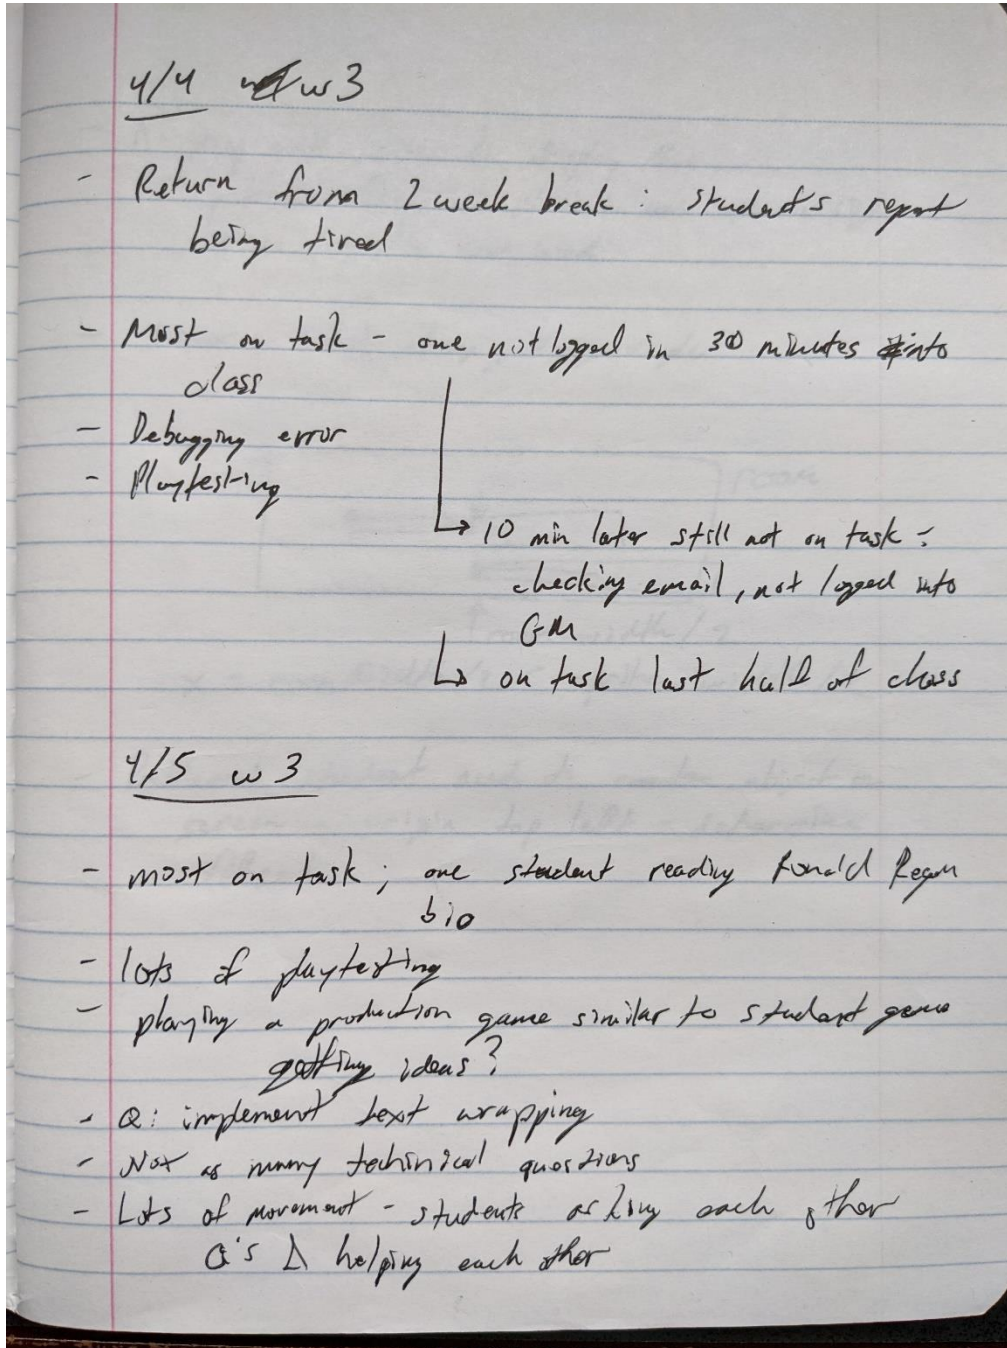 4/4 w3
- Return from 2 week break : student's report
being tired
- Most on task - one not logged in 30 minutes into
class
- Debugging error
- Playtesting
↳ 10 min later still not on task :
checking email, not logged into
GM
↳ on task last half of class
4/5 w3
- most on task ; one student reading Ronald Regan
bio
- lots of playtesting
- playing a production game similar to student game
getting ideas ?
- Q: implement text wrapping
- Not as many techinical questions
- Lots of movement - students asking each other
Q's & helping each other